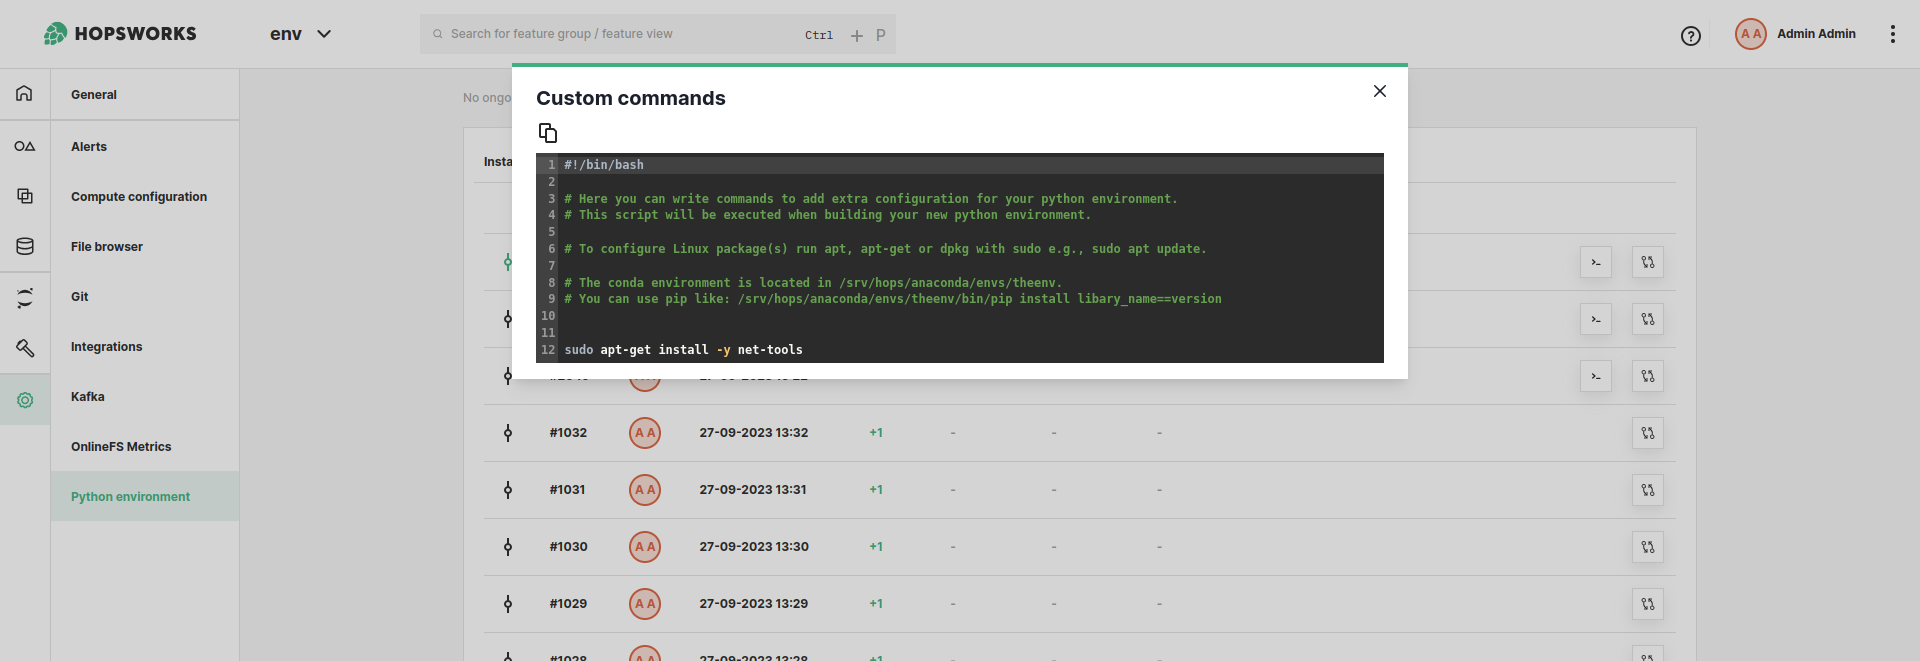 HOPSWORKS
env
Search for feature group / feature view
Ctrl + P
A A
Admin Admin
General
Alerts
Compute configuration
File browser
Git
Integrations
Kafka
OnlineFS Metrics
Python environment
No ongo
Insta
Custom commands
1 #!/bin/bash
2
3 # Here you can write commands to add extra configuration for your python environment.
4 # This script will be executed when building your new python environment.
5
6 # To configure Linux package(s) run apt, apt-get or dpkg with sudo e.g., sudo apt update.
7
8 # The conda environment is located in /srv/hops/anaconda/envs/theenv.
9 # You can use pip like: /srv/hops/anaconda/envs/theenv/bin/pip install libary_name==version
10
11
12 sudo apt-get install -y net-tools
#1032 A A 27-09-2023 13:32 +1 - - -
#1031 A A 27-09-2023 13:31 +1 - - -
#1030 A A 27-09-2023 13:30 +1 - - -
#1029 A A 27-09-2023 13:29 +1 - - -
#1028 A A 27-09-2023 13:28 +1